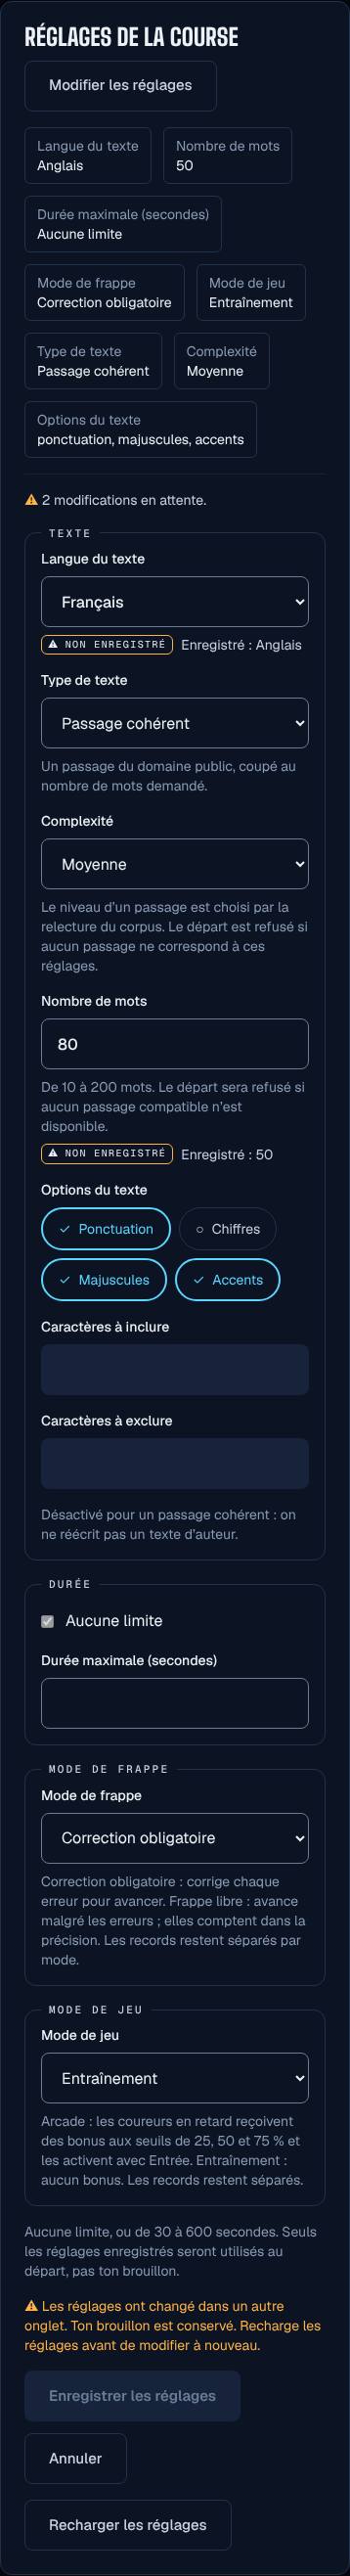 RÉGLAGES DE LA COURSE
Modifier les réglages
Langue du texte
Anglais
Nombre de mots
50
Durée maximale (secondes)
Aucune limite
Mode de frappe
Correction obligatoire
Mode de jeu
Entraînement
Type de texte
Passage cohérent
Complexité
Moyenne
Options du texte
ponctuation, majuscules, accents
⚠ 2 modifications en attente.
TEXTE
Langue du texte
Français
⚠ NON ENREGISTRÉ Enregistré : Anglais
Type de texte
Passage cohérent
Un passage du domaine public, coupé au
nombre de mots demandé.
Complexité
Moyenne
Le niveau d’un passage est choisi par la
relecture du corpus. Le départ est refusé si
aucun passage ne correspond à ces
réglages.
Nombre de mots
80
De 10 à 200 mots. Le départ sera refusé si
aucun passage compatible n’est
disponible.
⚠ NON ENREGISTRÉ Enregistré : 50
Options du texte
✓ Ponctuation ○ Chiffres
✓ Majuscules ✓ Accents
Caractères à inclure
Caractères à exclure
Désactivé pour un passage cohérent : on
ne réécrit pas un texte d’auteur.
DURÉE
Aucune limite
Durée maximale (secondes)
MODE DE FRAPPE
Mode de frappe
Correction obligatoire
Correction obligatoire : corrige chaque
erreur pour avancer. Frappe libre : avance
malgré les erreurs ; elles comptent dans la
précision. Les records restent séparés par
mode.
MODE DE JEU
Mode de jeu
Entraînement
Arcade : les coureurs en retard reçoivent
des bonus aux seuils de 25, 50 et 75 % et
les activent avec Entrée. Entraînement :
aucun bonus. Les records restent séparés.
Aucune limite, ou de 30 à 600 secondes. Seuls
les réglages enregistrés seront utilisés au
départ, pas ton brouillon.
⚠ Les réglages ont changé dans un autre
onglet. Ton brouillon est conservé. Recharge les
réglages avant de modifier à nouveau.
Enregistrer les réglages
Annuler
Recharger les réglages